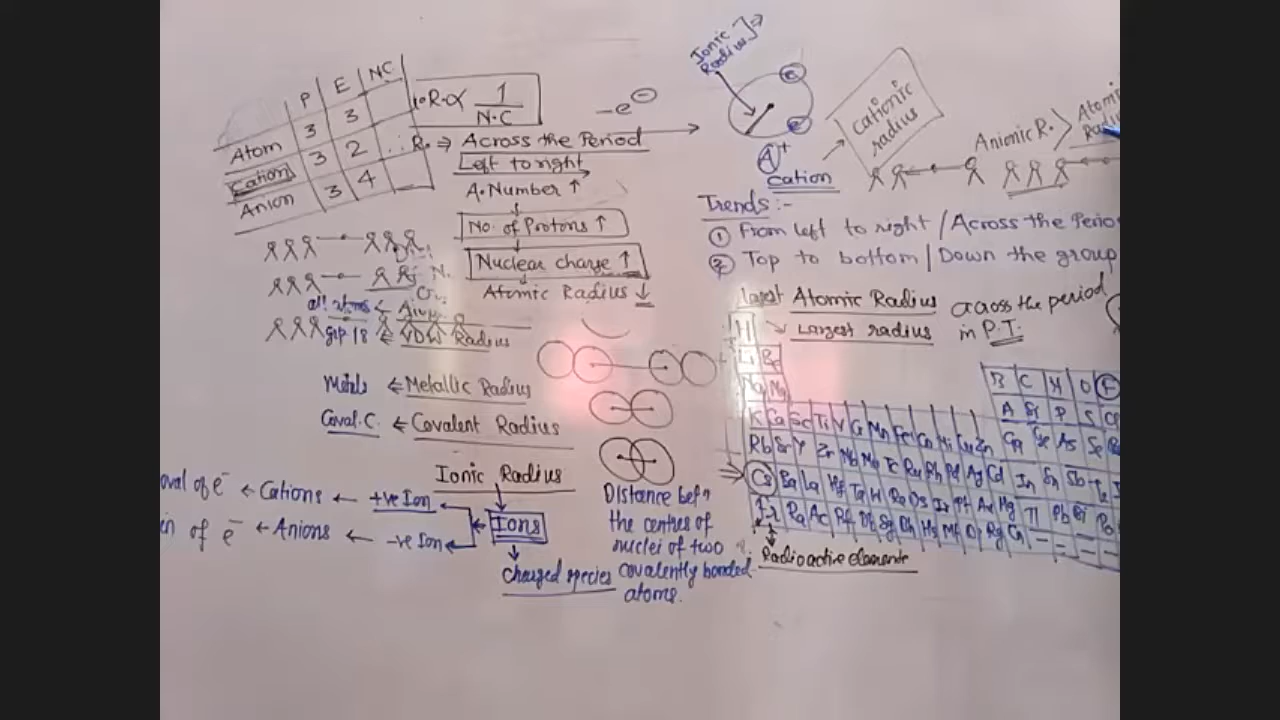 P E NC
Atom 3 3
Cation 3 2
Anion 3 4
R ∝ 1/N.C
∴ R. ⇒ Across the Period
Left to right
A. Number ↑
No. of Protons ↑
Nuclear charge ↑
Atomic Radius ↓
grp 18 ⇐ VDW Radius
Metals ⇐ Metallic Radius
Coval. C. ⇐ Covalent Radius
Ionic Radius
oval of e⁻ ← Cations ← +ve Ion ← Ions
n of e⁻ ← Anions ← -ve Ion
Charged species
Distance betn
the centres of
nuclei of two
covalently bonded
atoms.
-e⊖
Ionic Radius
e
e
A+
Cation
Cationic radius
Anionic R. > Atomic
Trends :-
① From left to right / Across the Perio
② Top to bottom / Down the group
largest Atomic Radius
Largest radius
across the period
in P.T.
H
Li Be B C N O F
Na Mg A Si P S Cl
K Ca Sc Ti V Cr Mn Fe Co Ni Cu Zn Ga Ge As Se
Rb Sr Y Zr Nb Mo Tc Ru Rh Pd Ag Cd In Sn Sb Te I
Cs Ba La Hf Ta W Re Os Ir Pt Au Hg Tl Pb Bi Po
Fr Ra Ac Rf Db Sg Bh Hs Mt Ds Rg Cn
Radioactive elements